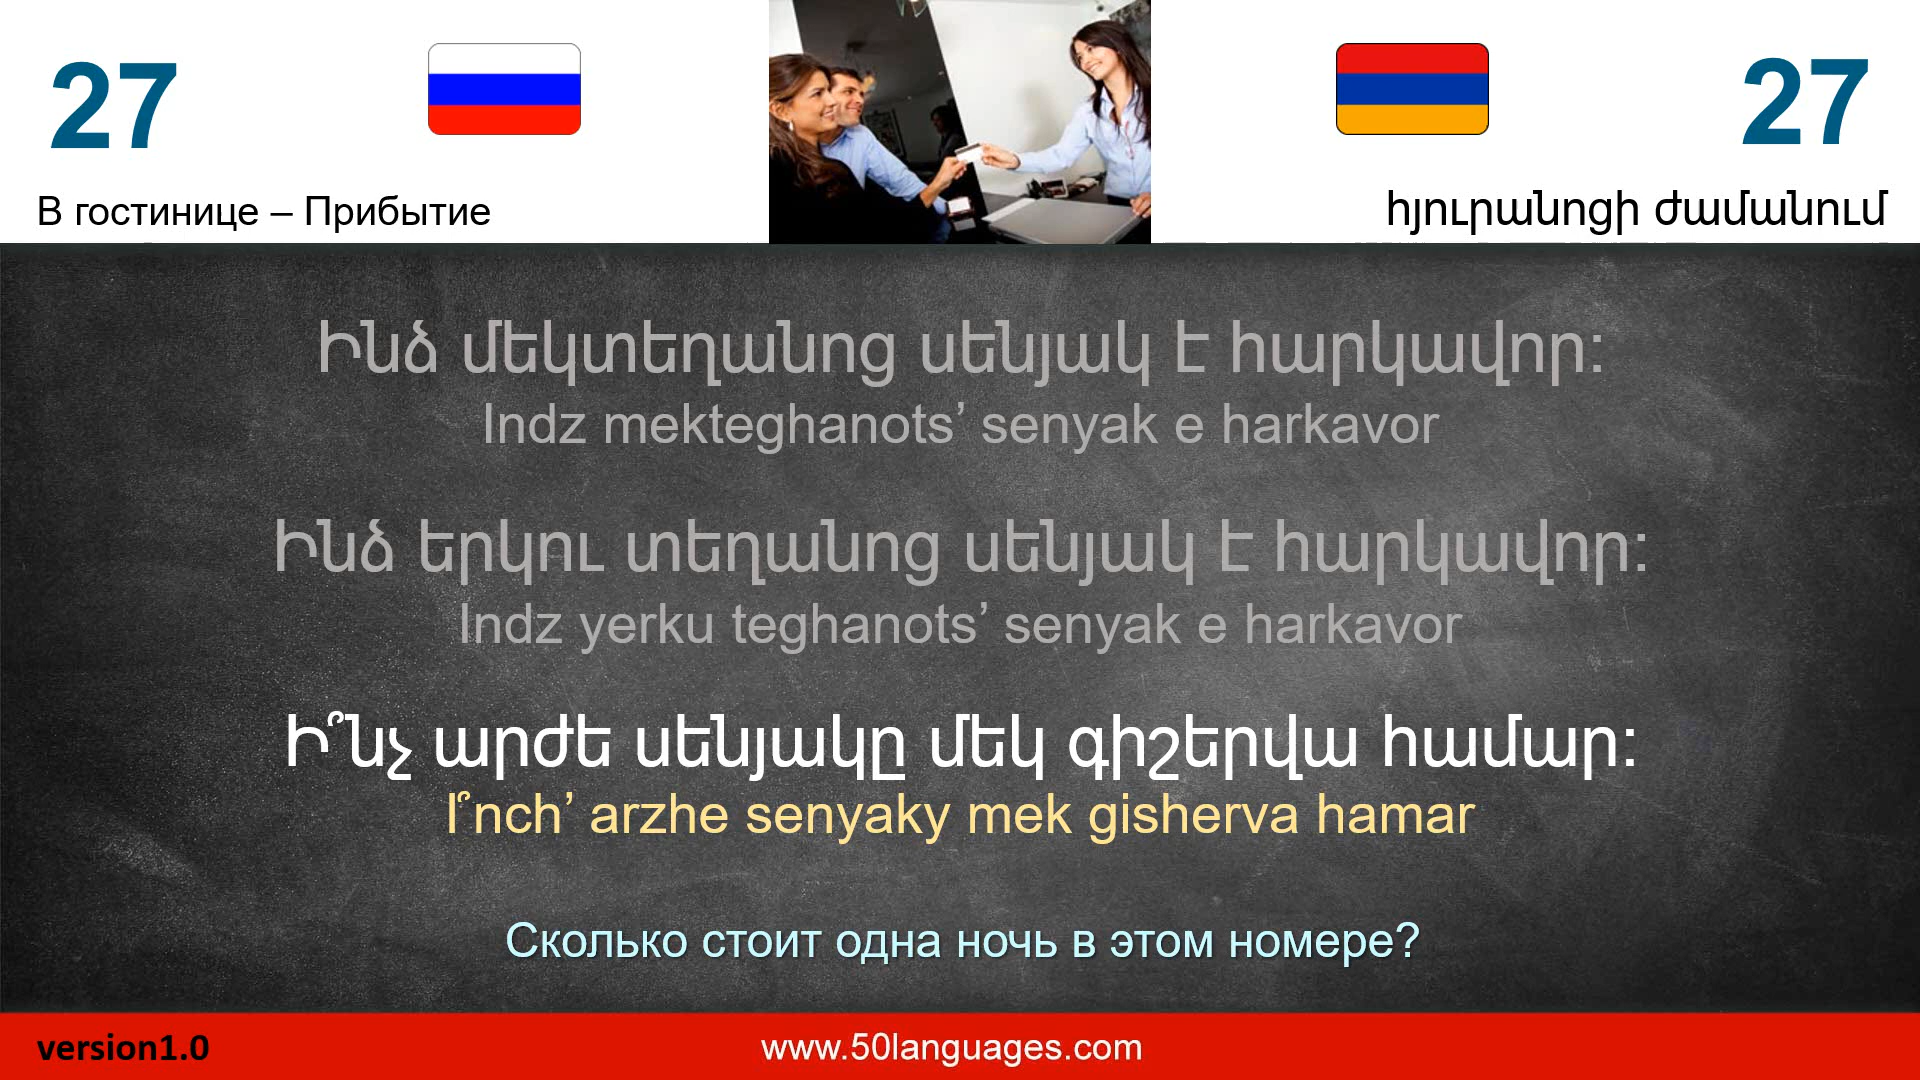 27
27
В гостинице – Прибытие
հյուրանոցի ժամանում
Ինձ մեկտեղանոց սենյակ է հարկավոր:
Indz mekteghanots’ senyak e harkavor
Ինձ երկու տեղանոց սենյակ է հարկավոր:
Indz yerku teghanots’ senyak e harkavor
Ի՞նչ արժե սենյակը մեկ գիշերվա համար:
I՞nch’ arzhe senyaky mek gisherva hamar
Сколько стоит одна ночь в этом номере?
version1.0
www.50languages.com